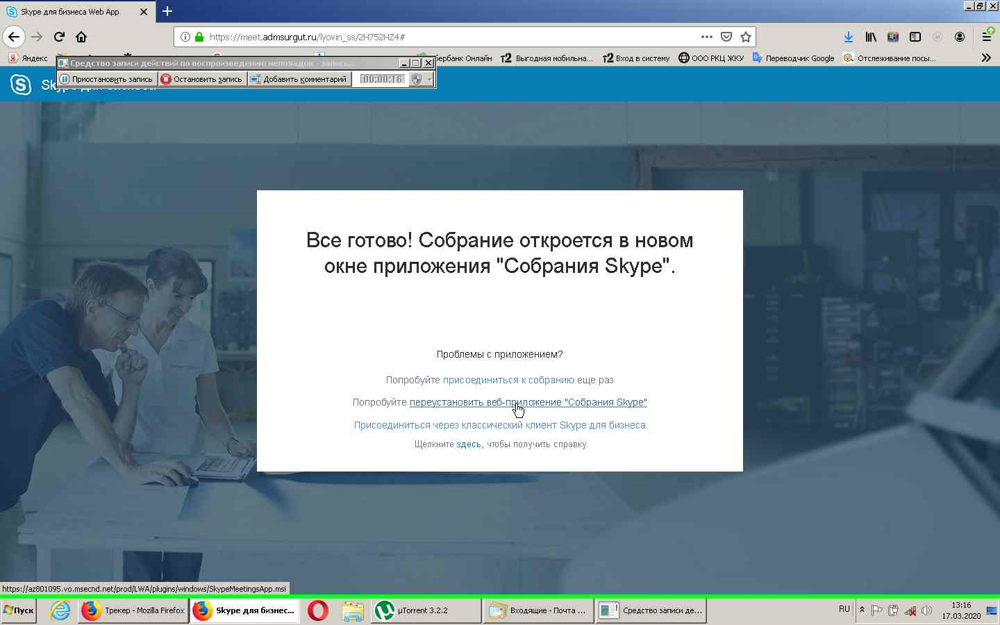 Skype для бизнеса Web App
https://meet.admsurgut.ru/lyovin_ss/2H752HZ4#
Яндекс
бербанк Онлайн
Выгодная мобильна...
Вход в систему
ООО РКЦ ЖКУ
Переводчик Google
Отслеживание посы...
Средство записи действий по воспроизведению неполадок - запись...
Приостановить запись
Остановить запись
Добавить комментарий
00:00:16
Все готово! Собрание откроется в новом
окне приложения "Собрания Skype".
Проблемы с приложением?
Попробуйте присоединиться к собранию еще раз
Попробуйте переустановить веб-приложение "Собрания Skype"
Присоединиться через классический клиент Skype для бизнеса
Щелкните здесь, чтобы получить справку.
https://az801095.vo.msecnd.net/prod/LWA/plugins/windows/SkypeMeetingsApp.msi
Пуск
Трекер - Mozilla Firefox
Skype для бизнес...
µTorrent 3.2.2
Входящие - Почта ...
Средство записи де...
RU
13:16
17.03.2020